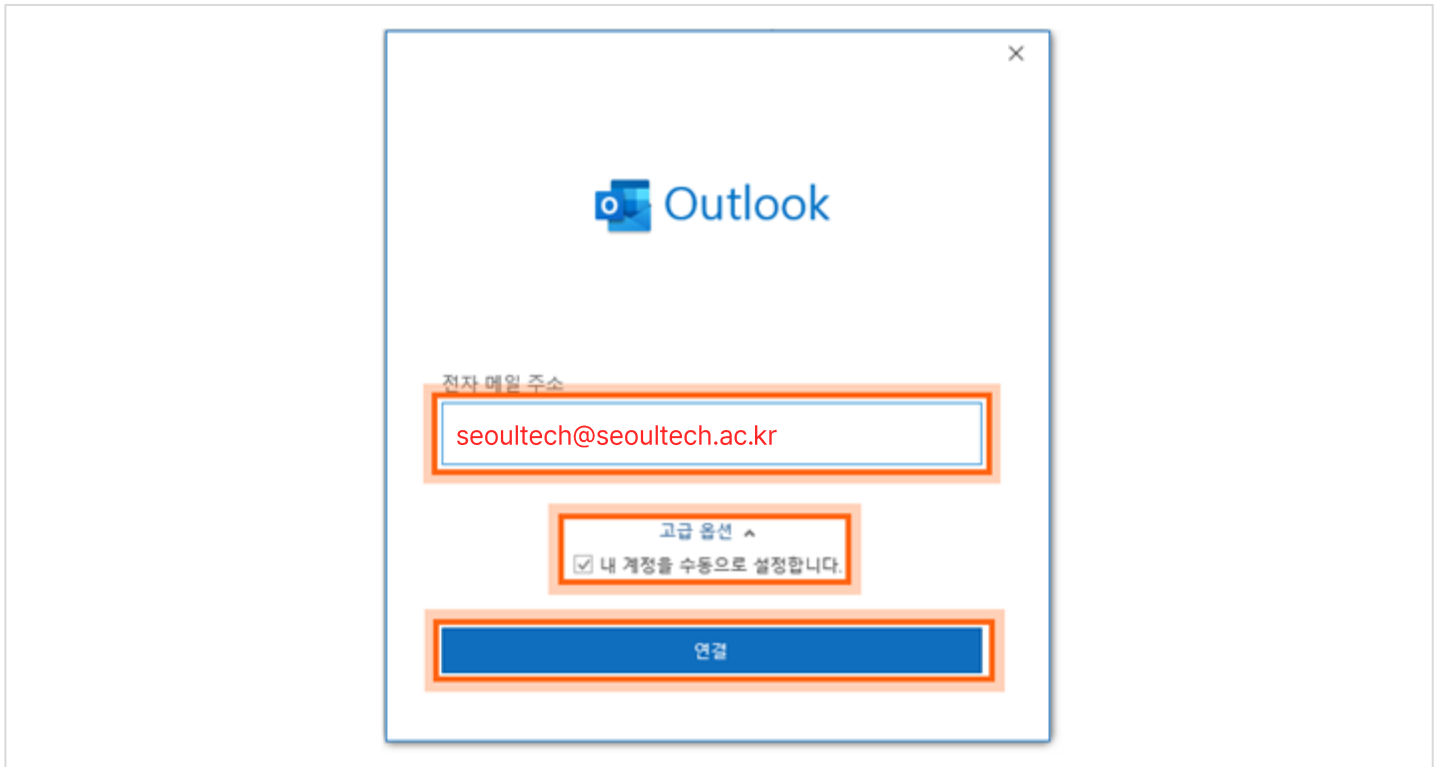 Outlook
전자 메일 주소
seoultech@seoultech.ac.kr
고급 옵션
내 계정을 수동으로 설정합니다.
연결